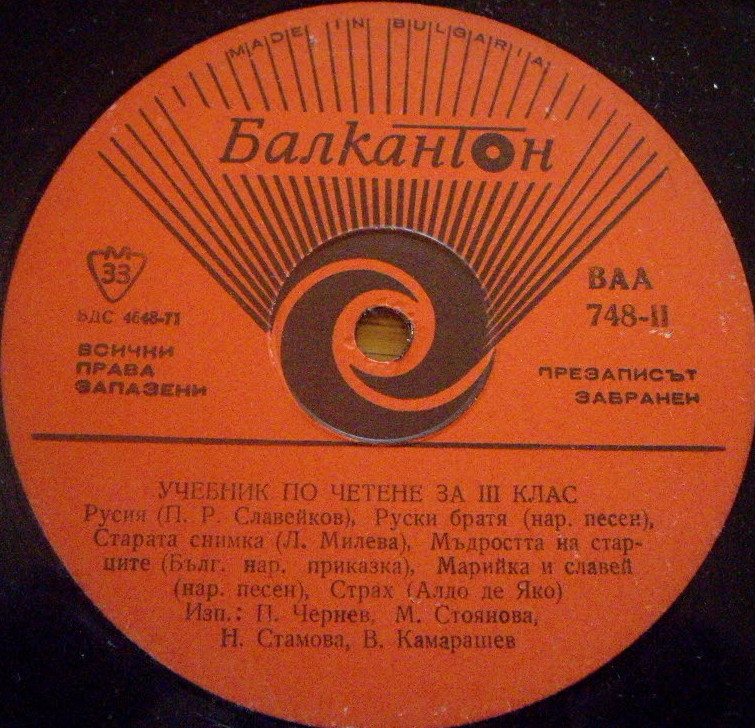 MADE IN BULGARIA
Балкантон
М
33
БДС 4648-71
ВСИЧКИ
ПРАВА
ЗАПАЗЕНИ
ВАА
748-II
ПРЕЗАПИСЪТ
ЗАБРАНЕН
УЧЕБНИК ПО ЧЕТЕНЕ ЗА III КЛАС
Русия (П. Р. Славейков), Руски братя (нар. песен),
Старата снимка (Л. Милева), Мъдростта на стар-
ците (Бълг. нар. приказка), Марийка и славей
(нар. песен), Страх (Алдо де Яко)
Изп.: П. Чернев, М. Стоянова,
Н. Стамова, В. Камарашев